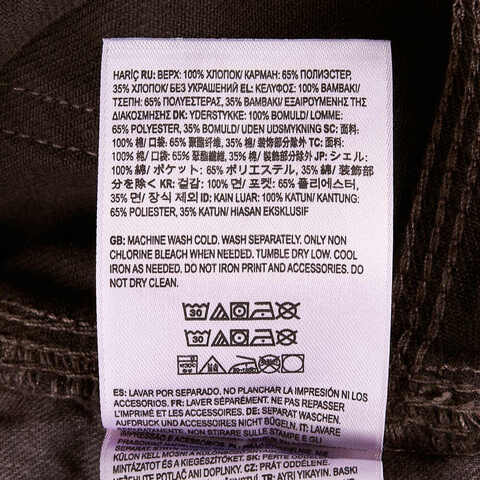 HARİÇ RU: ВЕРХ: 100% ХЛОПОК/ КАРМАН: 65% ПОЛИЭСТЕР,
35% ХЛОПОК/ БЕЗ УКРАШЕНИЙ EL: ΚΕΛΥΦΟΣ: 100% ΒΑΜΒΑΚΙ/
ΤΣΕΠΗ: 65% ΠΟΛΥΕΣΤΕΡΑΣ, 35% ΒΑΜΒΑΚΙ/ ΕΞΑΙΡΟΥΜΕΝΗΣ ΤΗΣ
ΔΙΑΚΟΣΜΗΣΗΣ DK: YDERSTYKKE: 100% BOMULD/ LOMME:
65% POLYESTER, 35% BOMULD/ UDEN UDSMYKNING SC: 面料:
100% 棉/ 口袋: 65% 聚酯纤维, 35% 棉/ 装饰部分除外 TC: 面料:
100% 棉/ 口袋: 65% 聚酯纖維, 35% 棉/ 裝飾部分除外 JP: シェル:
100% 綿/ ポケット: 65% ポリエステル, 35% 綿/ 装飾部
分を除く KR: 겉감: 100% 면/ 포켓: 65% 폴리에스터,
35% 면/ 장식 제외 ID: KAIN LUAR: 100% KATUN/ KANTUNG:
65% POLIESTER, 35% KATUN/ HIASAN EKSKLUSIF
GB: MACHINE WASH COLD. WASH SEPARATELY. ONLY NON
CHLORINE BLEACH WHEN NEEDED. TUMBLE DRY LOW. COOL
IRON AS NEEDED. DO NOT IRON PRINT AND ACCESSORIES. DO
NOT DRY CLEAN.
30
30
ES: LAVAR POR SEPARADO. NO PLANCHAR LA IMPRESIÓN NI LOS
ACCESORIOS. FR: LAVER SÉPARÉMENT. NE PAS REPASSER
L'IMPRIMÉ ET LES ACCESSOIRES. DE: SEPARAT WASCHEN.
AUFDRUCK UND ACCESSOIRES NICHT BÜGELN. IT: LAVARE
SEPARATAMENTE. NON STIRARE SULLE STAMPE E GLI